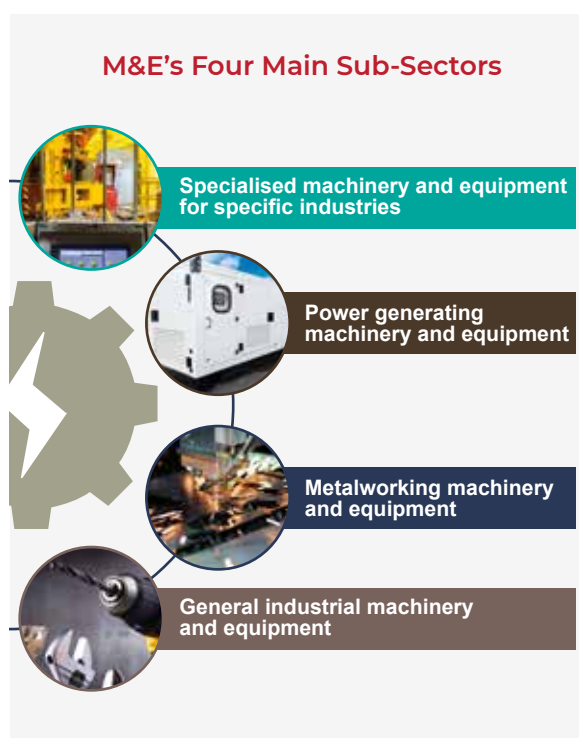 M&E's Four Main Sub-Sectors
Specialised machinery and equipment
for specific industries
Power generating
machinery and equipment
Metalworking machinery
and equipment
General industrial machinery
and equipment